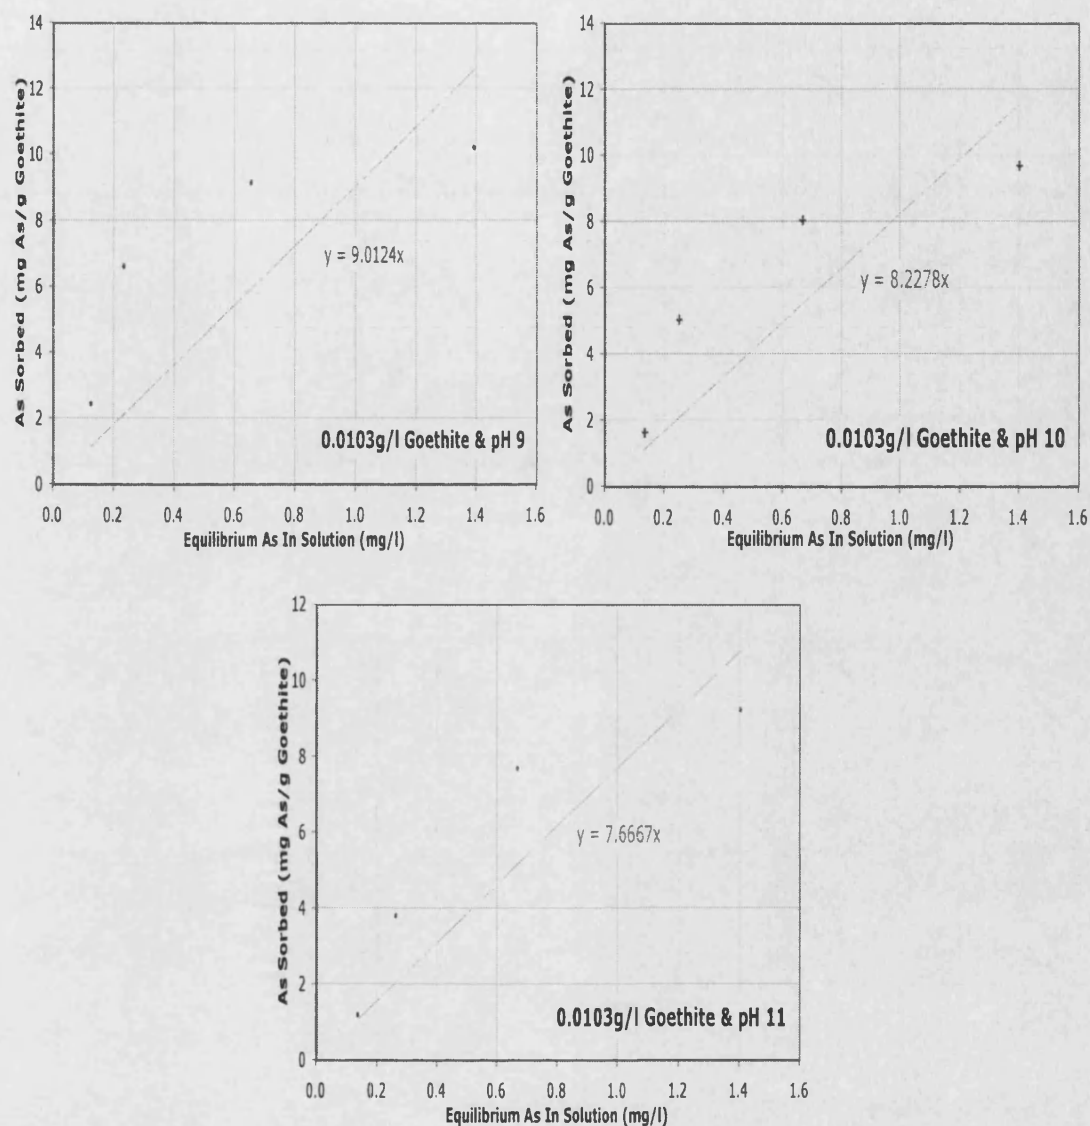 As Sorbed (mg As/g Goethite)
14
12
10
8
6
4
2
0
y = 9.0124x
0.0103g/l Goethite & pH 9
0.0 0.2 0.4 0.6 0.8 1.0 1.2 1.4 1.6
Equilibrium As In Solution (mg/l)
As Sorbed (mg As/g Goethite)
14
12
10
8
6
4
2
0
y = 8.2278x
0.0103g/l Goethite & pH 10
0.0 0.2 0.4 0.6 0.8 1.0 1.2 1.4 1.6
Equilibrium As In Solution (mg/l)
As Sorbed (mg As/g Goethite)
12
10
8
6
4
2
0
y = 7.6667x
0.0103g/l Goethite & pH 11
0.0 0.2 0.4 0.6 0.8 1.0 1.2 1.4 1.6
Equilibrium As In Solution (mg/l)